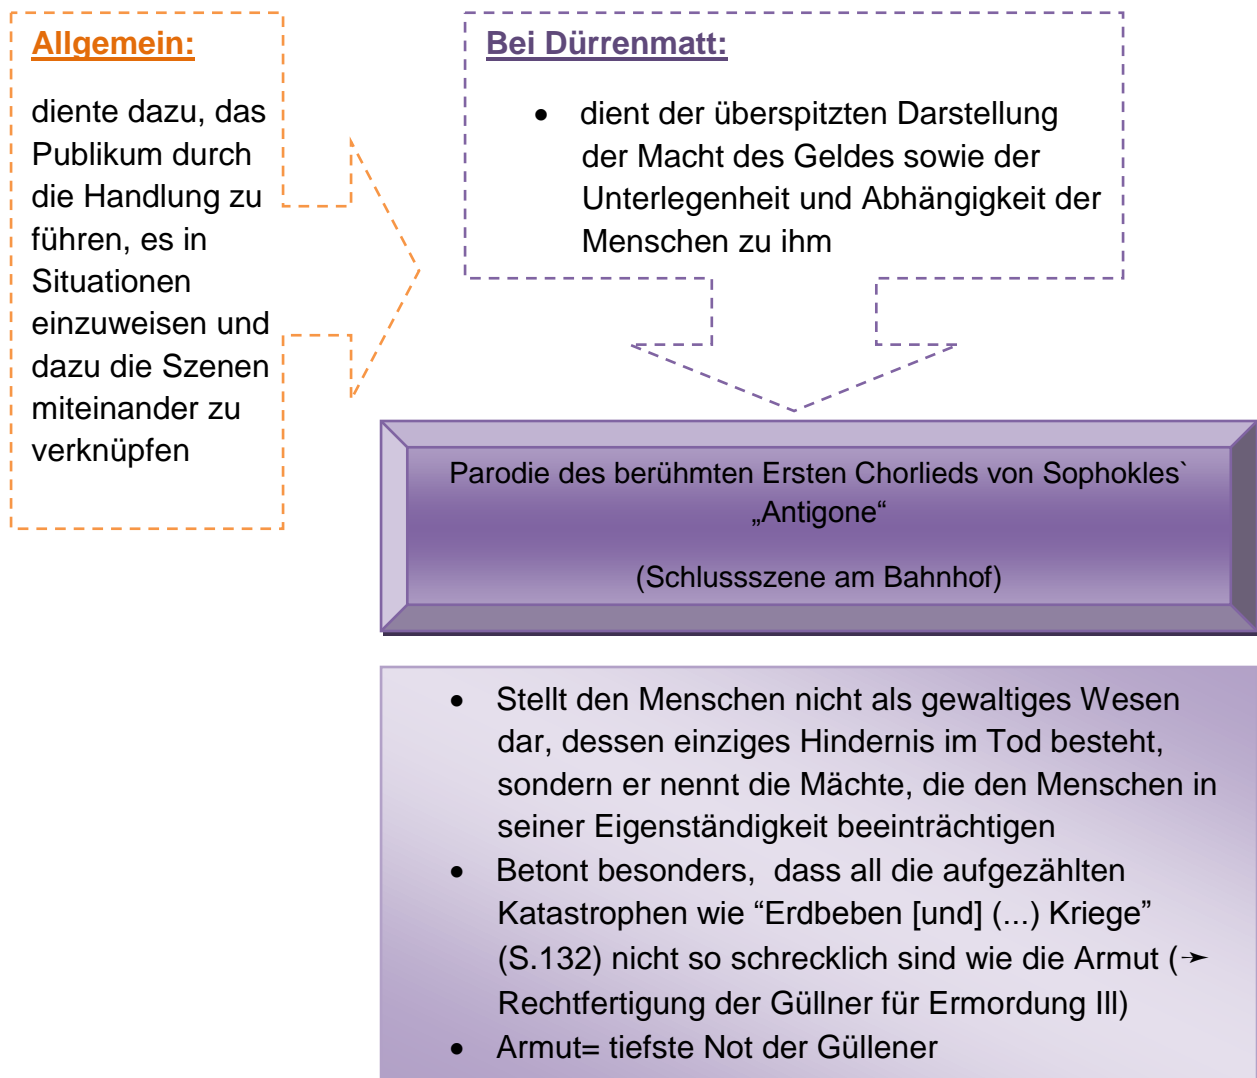 Allgemein:
diente dazu, das
Publikum durch
die Handlung zu
führen, es in
Situationen
einzuweisen und
dazu die Szenen
miteinander zu
verknüpfen
Bei Dürrenmatt:
• dient der überspitzten Darstellung
der Macht des Geldes sowie der
Unterlegenheit und Abhängigkeit der
Menschen zu ihm
Parodie des berühmten Ersten Chorlieds von Sophokles`
„Antigone“
(Schlussszene am Bahnhof)
• Stellt den Menschen nicht als gewaltiges Wesen
dar, dessen einziges Hindernis im Tod besteht,
sondern er nennt die Mächte, die den Menschen in
seiner Eigenständigkeit beeinträchtigen
• Betont besonders, dass all die aufgezählten
Katastrophen wie “Erdbeben [und] (...) Kriege”
(S.132) nicht so schrecklich sind wie die Armut (➛
Rechtfertigung der Güllner für Ermordung Ill)
• Armut= tiefste Not der Güllener